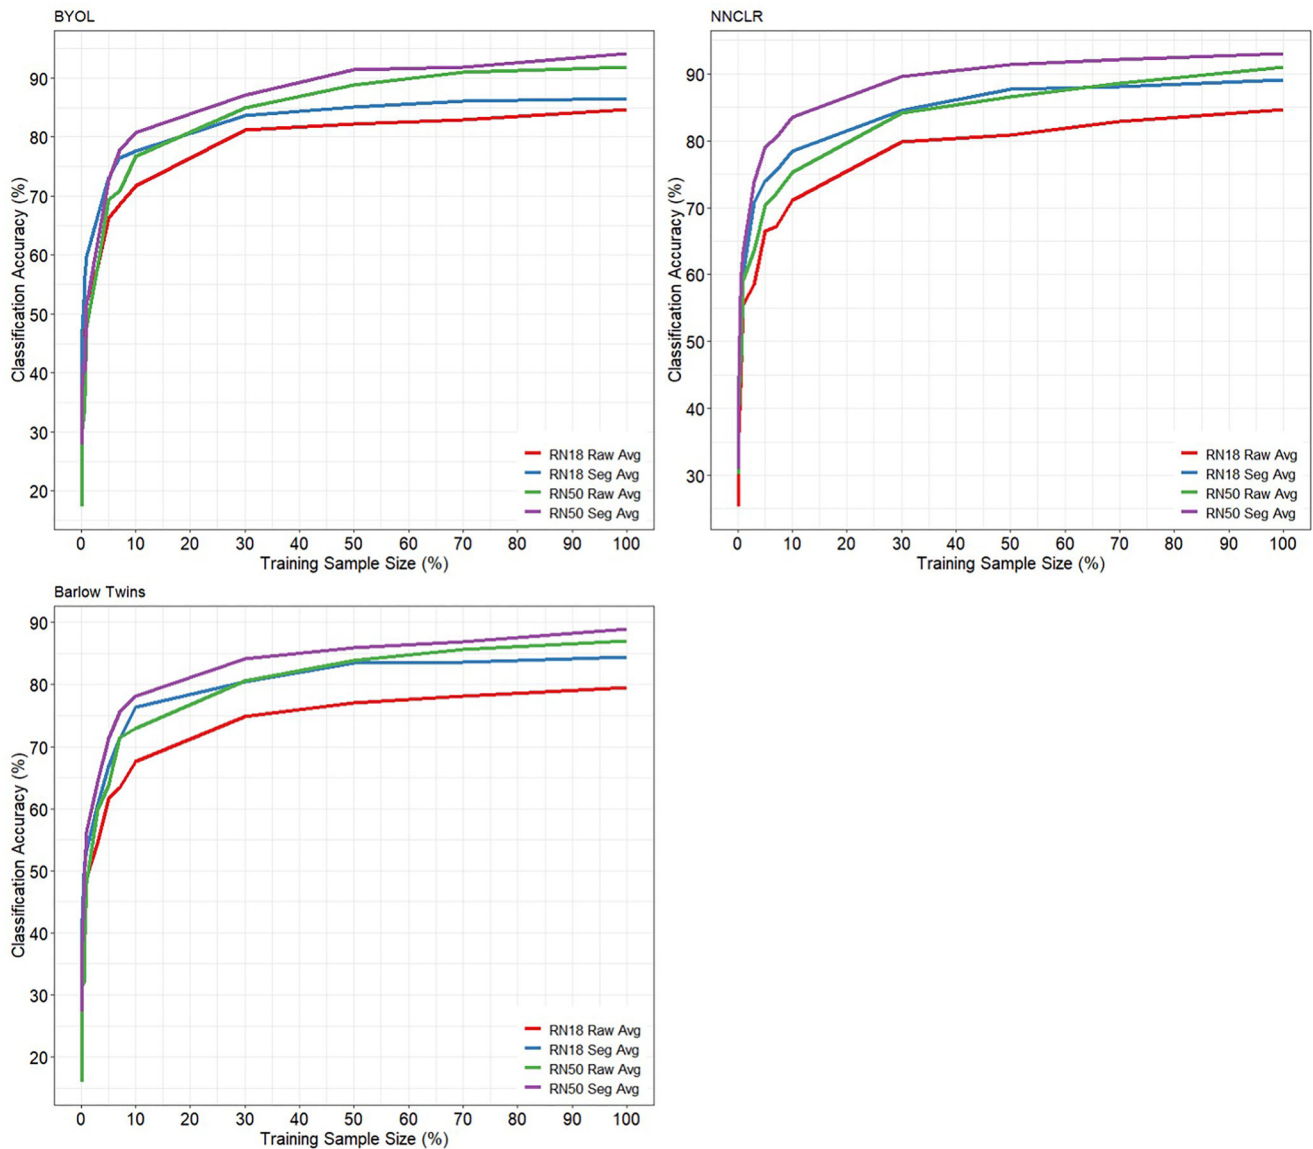 BYOL
Classification Accuracy (%)
90
80
70
60
50
40
30
20
RN18 Raw Avg
RN18 Seg Avg
RN50 Raw Avg
RN50 Seg Avg
0 10 20 30 40 50 60 70 80 90 100
Training Sample Size (%)
NNCLR
Classification Accuracy (%)
90
80
70
60
50
40
30
RN18 Raw Avg
RN18 Seg Avg
RN50 Raw Avg
RN50 Seg Avg
0 10 20 30 40 50 60 70 80 90 100
Training Sample Size (%)
Barlow Twins
Classification Accuracy (%)
90
80
70
60
50
40
30
20
RN18 Raw Avg
RN18 Seg Avg
RN50 Raw Avg
RN50 Seg Avg
0 10 20 30 40 50 60 70 80 90 100
Training Sample Size (%)